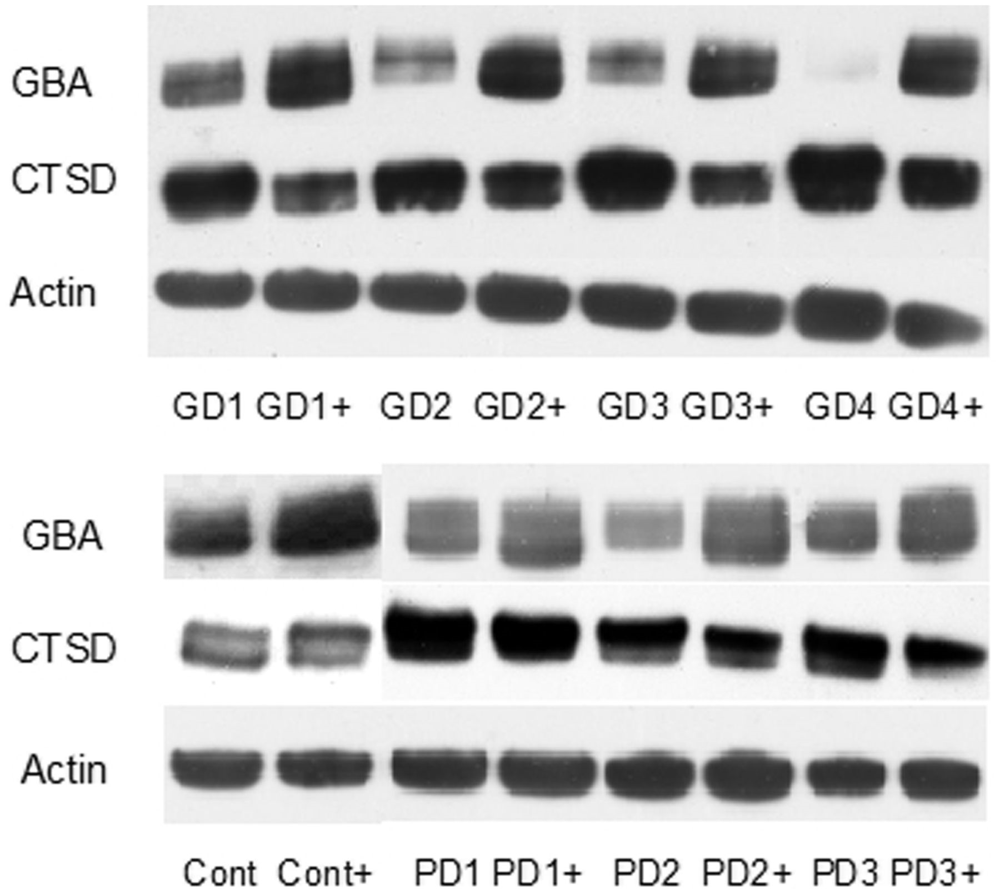 GBA
CTSD
Actin
GD1 GD1+ GD2 GD2+ GD3 GD3+ GD4 GD4+
GBA
CTSD
Actin
Cont Cont+ PD1 PD1+ PD2 PD2+ PD3 PD3+